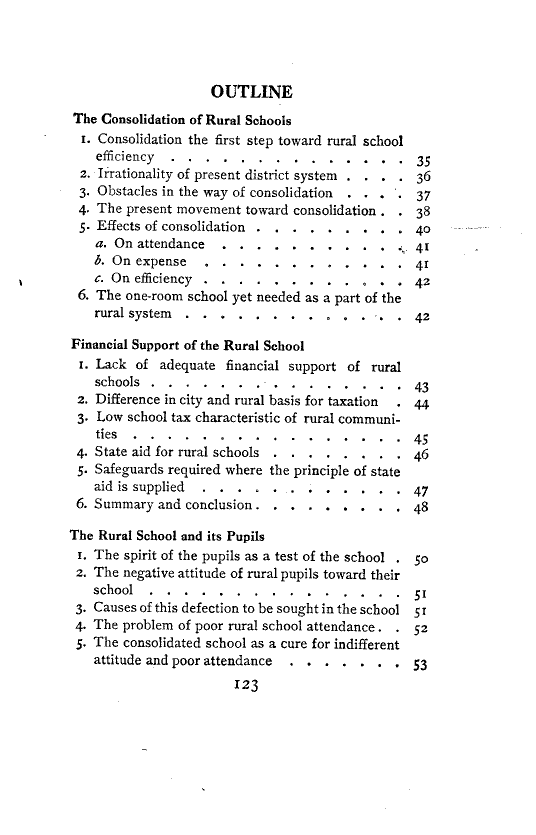 OUTLINE
The Consolidation of Rural Schools
1. Consolidation the first step toward rural school
efficiency . . . . . . . . . . . . . . 35
2. Irrationality of present district system . . . . 36
3. Obstacles in the way of consolidation . . . . 37
4. The present movement toward consolidation . . 38
5. Effects of consolidation . . . . . . . . . 40
a. On attendance . . . . . . . . . . . 41
b. On expense . . . . . . . . . . . . 41
c. On efficiency . . . . . . . . . . . . 42
6. The one-room school yet needed as a part of the
rural system . . . . . . . . . . . . . 42
Financial Support of the Rural School
1. Lack of adequate financial support of rural
schools . . . . . . . . . . . . . . . 43
2. Difference in city and rural basis for taxation . 44
3. Low school tax characteristic of rural communi-
ties . . . . . . . . . . . . . . . . 45
4. State aid for rural schools . . . . . . . . 46
5. Safeguards required where the principle of state
aid is supplied . . . . . . . . . . . . 47
6. Summary and conclusion . . . . . . . . . 48
The Rural School and its Pupils
1. The spirit of the pupils as a test of the school . 50
2. The negative attitude of rural pupils toward their
school . . . . . . . . . . . . . . . 51
3. Causes of this defection to be sought in the school 51
4. The problem of poor rural school attendance . . 52
5. The consolidated school as a cure for indifferent
attitude and poor attendance . . . . . . . 53
123